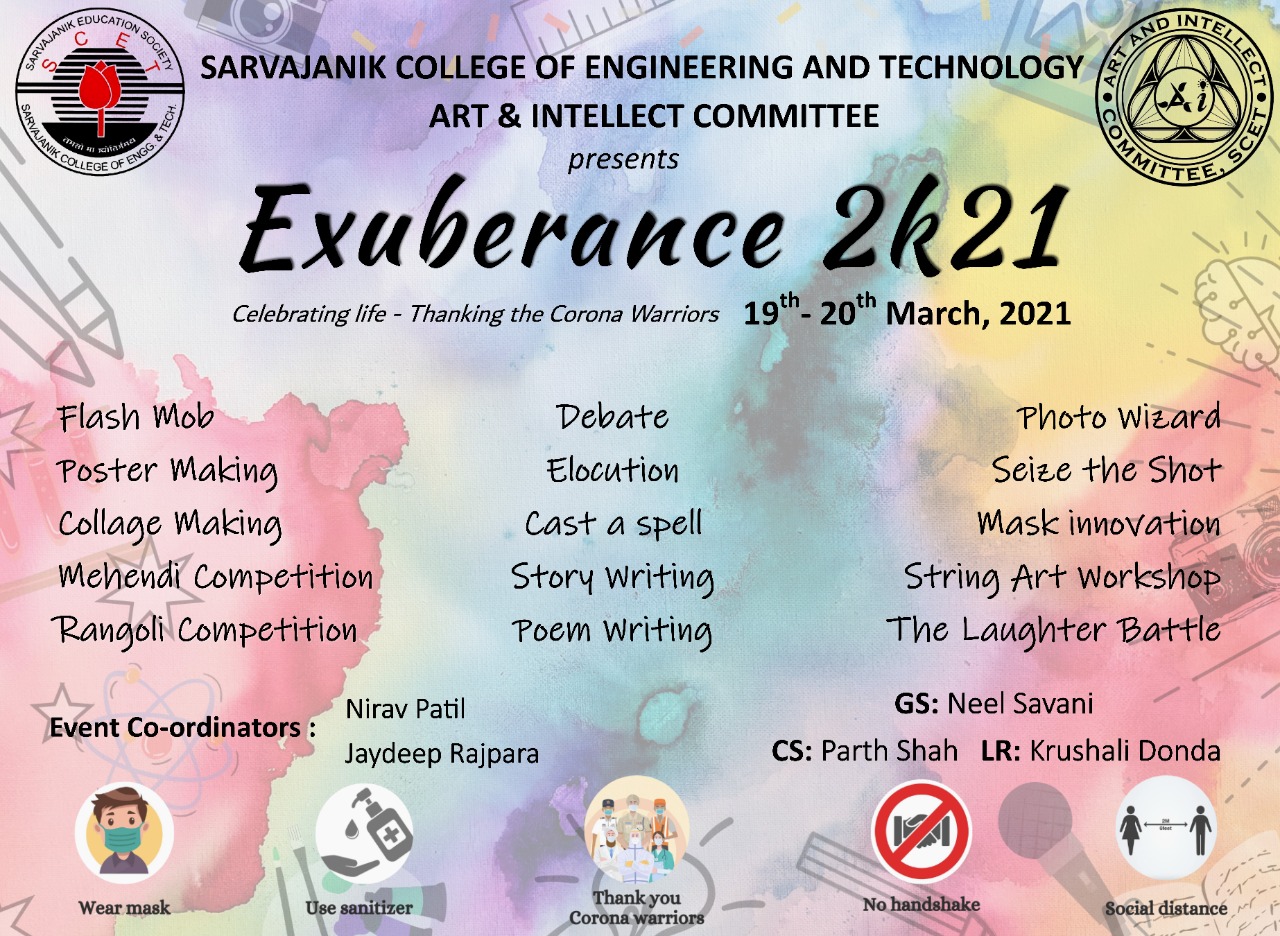 SARVAJANIK EDUCATION SOCIETY
S C E T
SARVAJANIK COLLEGE OF ENGG. & TECH.
SARVAJANIK COLLEGE OF ENGINEERING AND TECHNOLOGY
ART & INTELLECT COMMITTEE
presents
ART AND INTELLECT
Ai
COMMITTEE, SCET
Exuberance 2k21
Celebrating life - Thanking the Corona Warriors 19th- 20th March, 2021
Flash Mob
Poster Making
Collage Making
Mehendi Competition
Rangoli Competition
Debate
Elocution
Cast a spell
Story Writing
Poem Writing
Photo Wizard
Seize the Shot
Mask innovation
String Art Workshop
The Laughter Battle
Event Co-ordinators :
Nirav Patil
Jaydeep Rajpara
GS: Neel Savani
CS: Parth Shah LR: Krushali Donda
Wear mask
Use sanitizer
Thank you
Corona warriors
No handshake
2M
Social distance